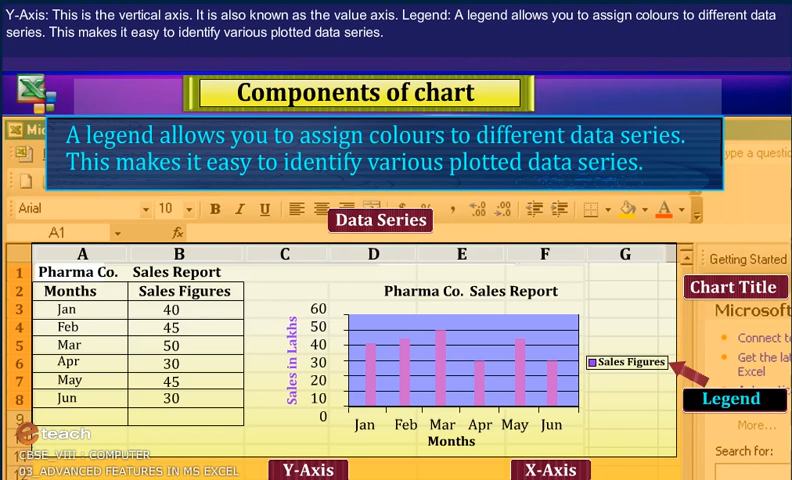 Y-Axis: This is the vertical axis. It is also known as the value axis. Legend: A legend allows you to assign colours to different data
series. This makes it easy to identify various plotted data series.
Components of chart
A legend allows you to assign colours to different data series.
This makes it easy to identify various plotted data series.
Arial 10 B I U
Data Series
A1 fx
A B C D E F G
Getting Started
1 Pharma Co. Sales Report
2 Months Sales Figures
3 Jan 40
4 Feb 45
5 Mar 50
6 Apr 30
7 May 45
8 Jun 30
9
Pharma Co. Sales Report
Sales in Lakhs
60
50
40
30
20
10
0
Jan Feb Mar Apr May Jun
Months
Sales Figures
Chart Title
Microsoft
Connect to
Get the lat
Excel
Legend
More...
Search for:
e teach
CBSE_VIII : COMPUTER
03_ADVANCED FEATURES IN MS EXCEL
Y-Axis
X-Axis